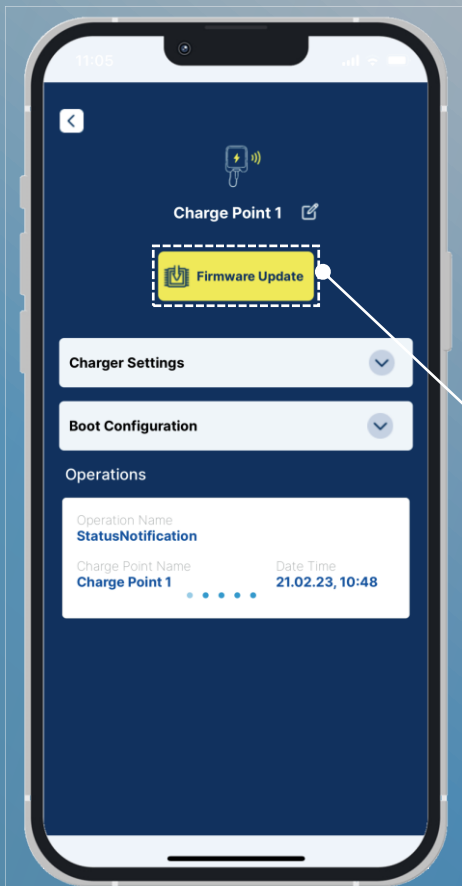 11:05
Charge Point 1
Firmware Update
Charger Settings
Boot Configuration
Operations
Operation Name
StatusNotification
Charge Point Name
Date Time
Charge Point 1
21.02.23, 10:48